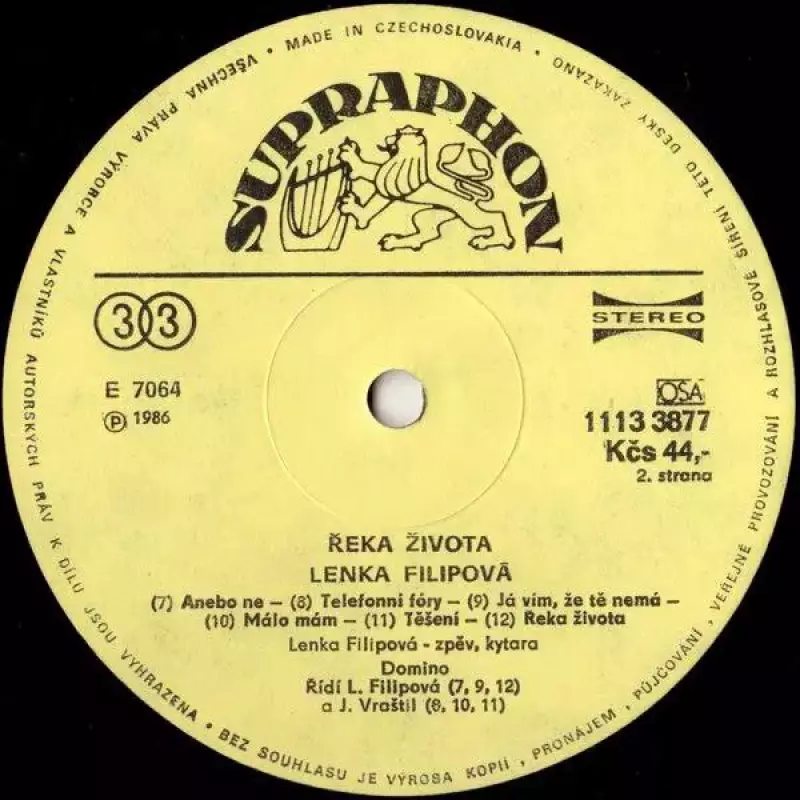 VŠECHNA PRÁVA VÝROBCE A VLASTNÍKŮ AUTORSKÝCH PRÁV K DÍLU JSOU VYHRAZENA • BEZ SOUHLASU JE VÝROSA KOPIÍ, PRONÁJEM, PŮJČOVÁNÍ, VEŘEJNÉ PROVOZOVÁNÍ A ROZHLASOVÉ ŠÍŘENÍ TÉTO DESKY ZAKÁZÁNO • MADE IN CZECHOSLOVAKIA •
SUPRAPHON
33
STEREO
E 7064
Ⓟ 1986
OSA
1113 3877
Kčs 44,-
2. strana
ŘEKA ŽIVOTA
LENKA FILIPOVÁ
(7) Anebo ne – (8) Telefonní fóry – (9) Já vím, že tě nemá –
(10) Málo mám – (11) Těšení – (12) Řeka života
Lenka Filipová - zpěv, kytara
Domino
Řídí L. Filipová (7, 9, 12)
a J. Vraštil (8, 10, 11)